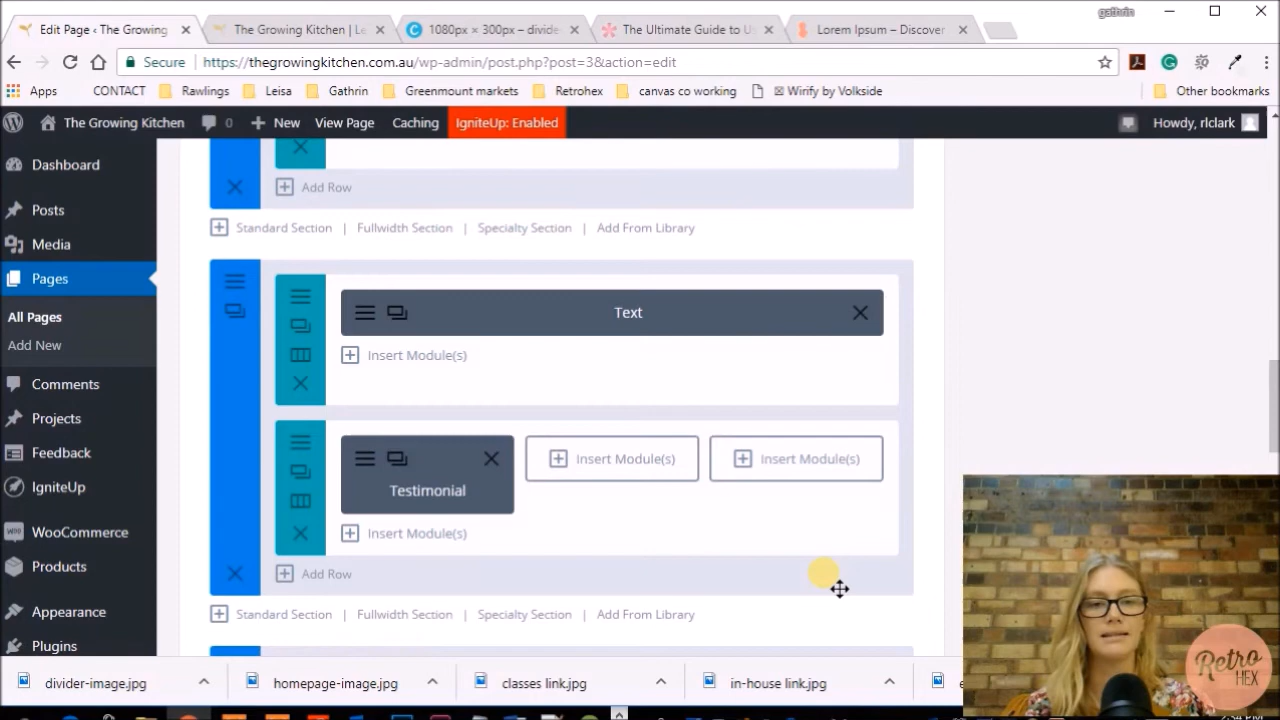 gathrin
Edit Page ‹ The Growing
The Growing Kitchen | Le
1080px × 300px – divide
The Ultimate Guide to U
Lorem Ipsum – Discover
Secure
https://thegrowingkitchen.com.au/wp-admin/post.php?post=3&action=edit
Apps
CONTACT
Rawlings
Leisa
Gathrin
Greenmount markets
Retrohex
canvas co working
Wirify by Volkside
Other bookmarks
The Growing Kitchen
0
New
View Page
Caching
IgniteUp: Enabled
Howdy, rlclark
Dashboard
Posts
Media
Pages
All Pages
Add New
Comments
Projects
Feedback
IgniteUp
WooCommerce
Products
Appearance
Plugins
Add Row
Standard Section | Fullwidth Section | Specialty Section | Add From Library
Text
Insert Module(s)
Testimonial
Insert Module(s)
Insert Module(s)
Insert Module(s)
Add Row
Standard Section | Fullwidth Section | Specialty Section | Add From Library
Retro
HEX
divider-image.jpg
homepage-image.jpg
classes link.jpg
in-house link.jpg